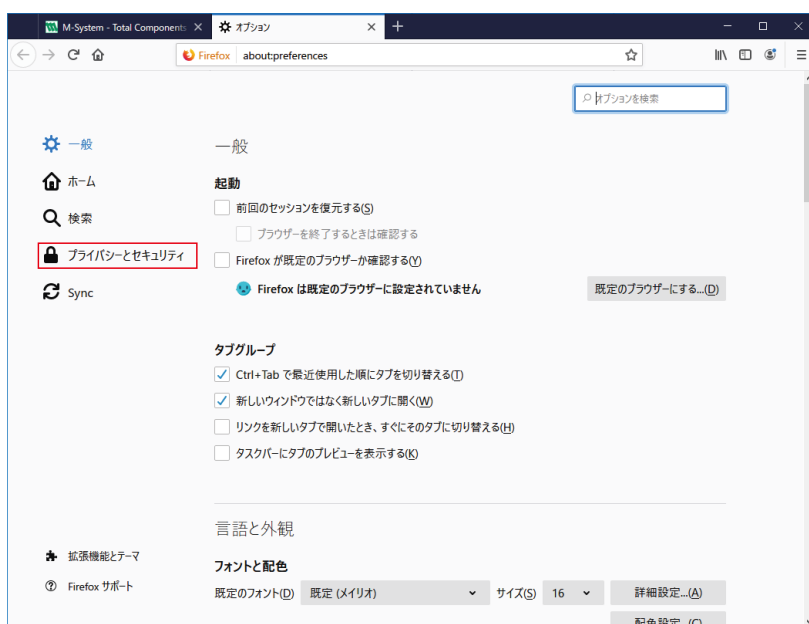 M-System - Total Components
オプション
Firefox about:preferences
オプションを検索
一般
ホーム
検索
プライバシーとセキュリティ
Sync
拡張機能とテーマ
Firefox サポート
一般
起動
前回のセッションを復元する(S)
ブラウザーを終了するときは確認する
Firefox が既定のブラウザーか確認する(Y)
Firefox は既定のブラウザーに設定されていません
既定のブラウザーにする...(D)
タブグループ
Ctrl+Tab で最近使用した順にタブを切り替える(T)
新しいウィンドウではなく新しいタブに開く(W)
リンクを新しいタブで開いたとき、すぐにそのタブに切り替える(H)
タスクバーにタブのプレビューを表示する(K)
言語と外観
フォントと配色
既定のフォント(D) 既定 (メイリオ) サイズ(S) 16 詳細設定...(A)
配色設定...(C)